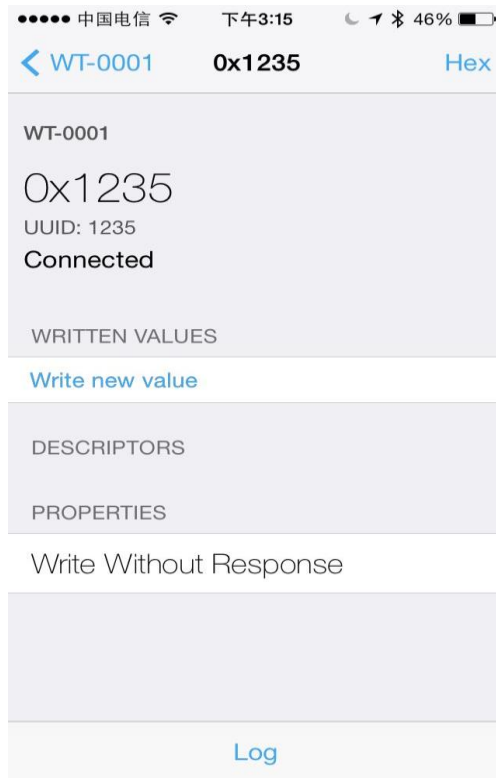 中国电信 下午3:15 46%
WT-0001 0x1235 Hex
WT-0001
0x1235
UUID: 1235
Connected
WRITTEN VALUES
Write new value
DESCRIPTORS
PROPERTIES
Write Without Response
Log